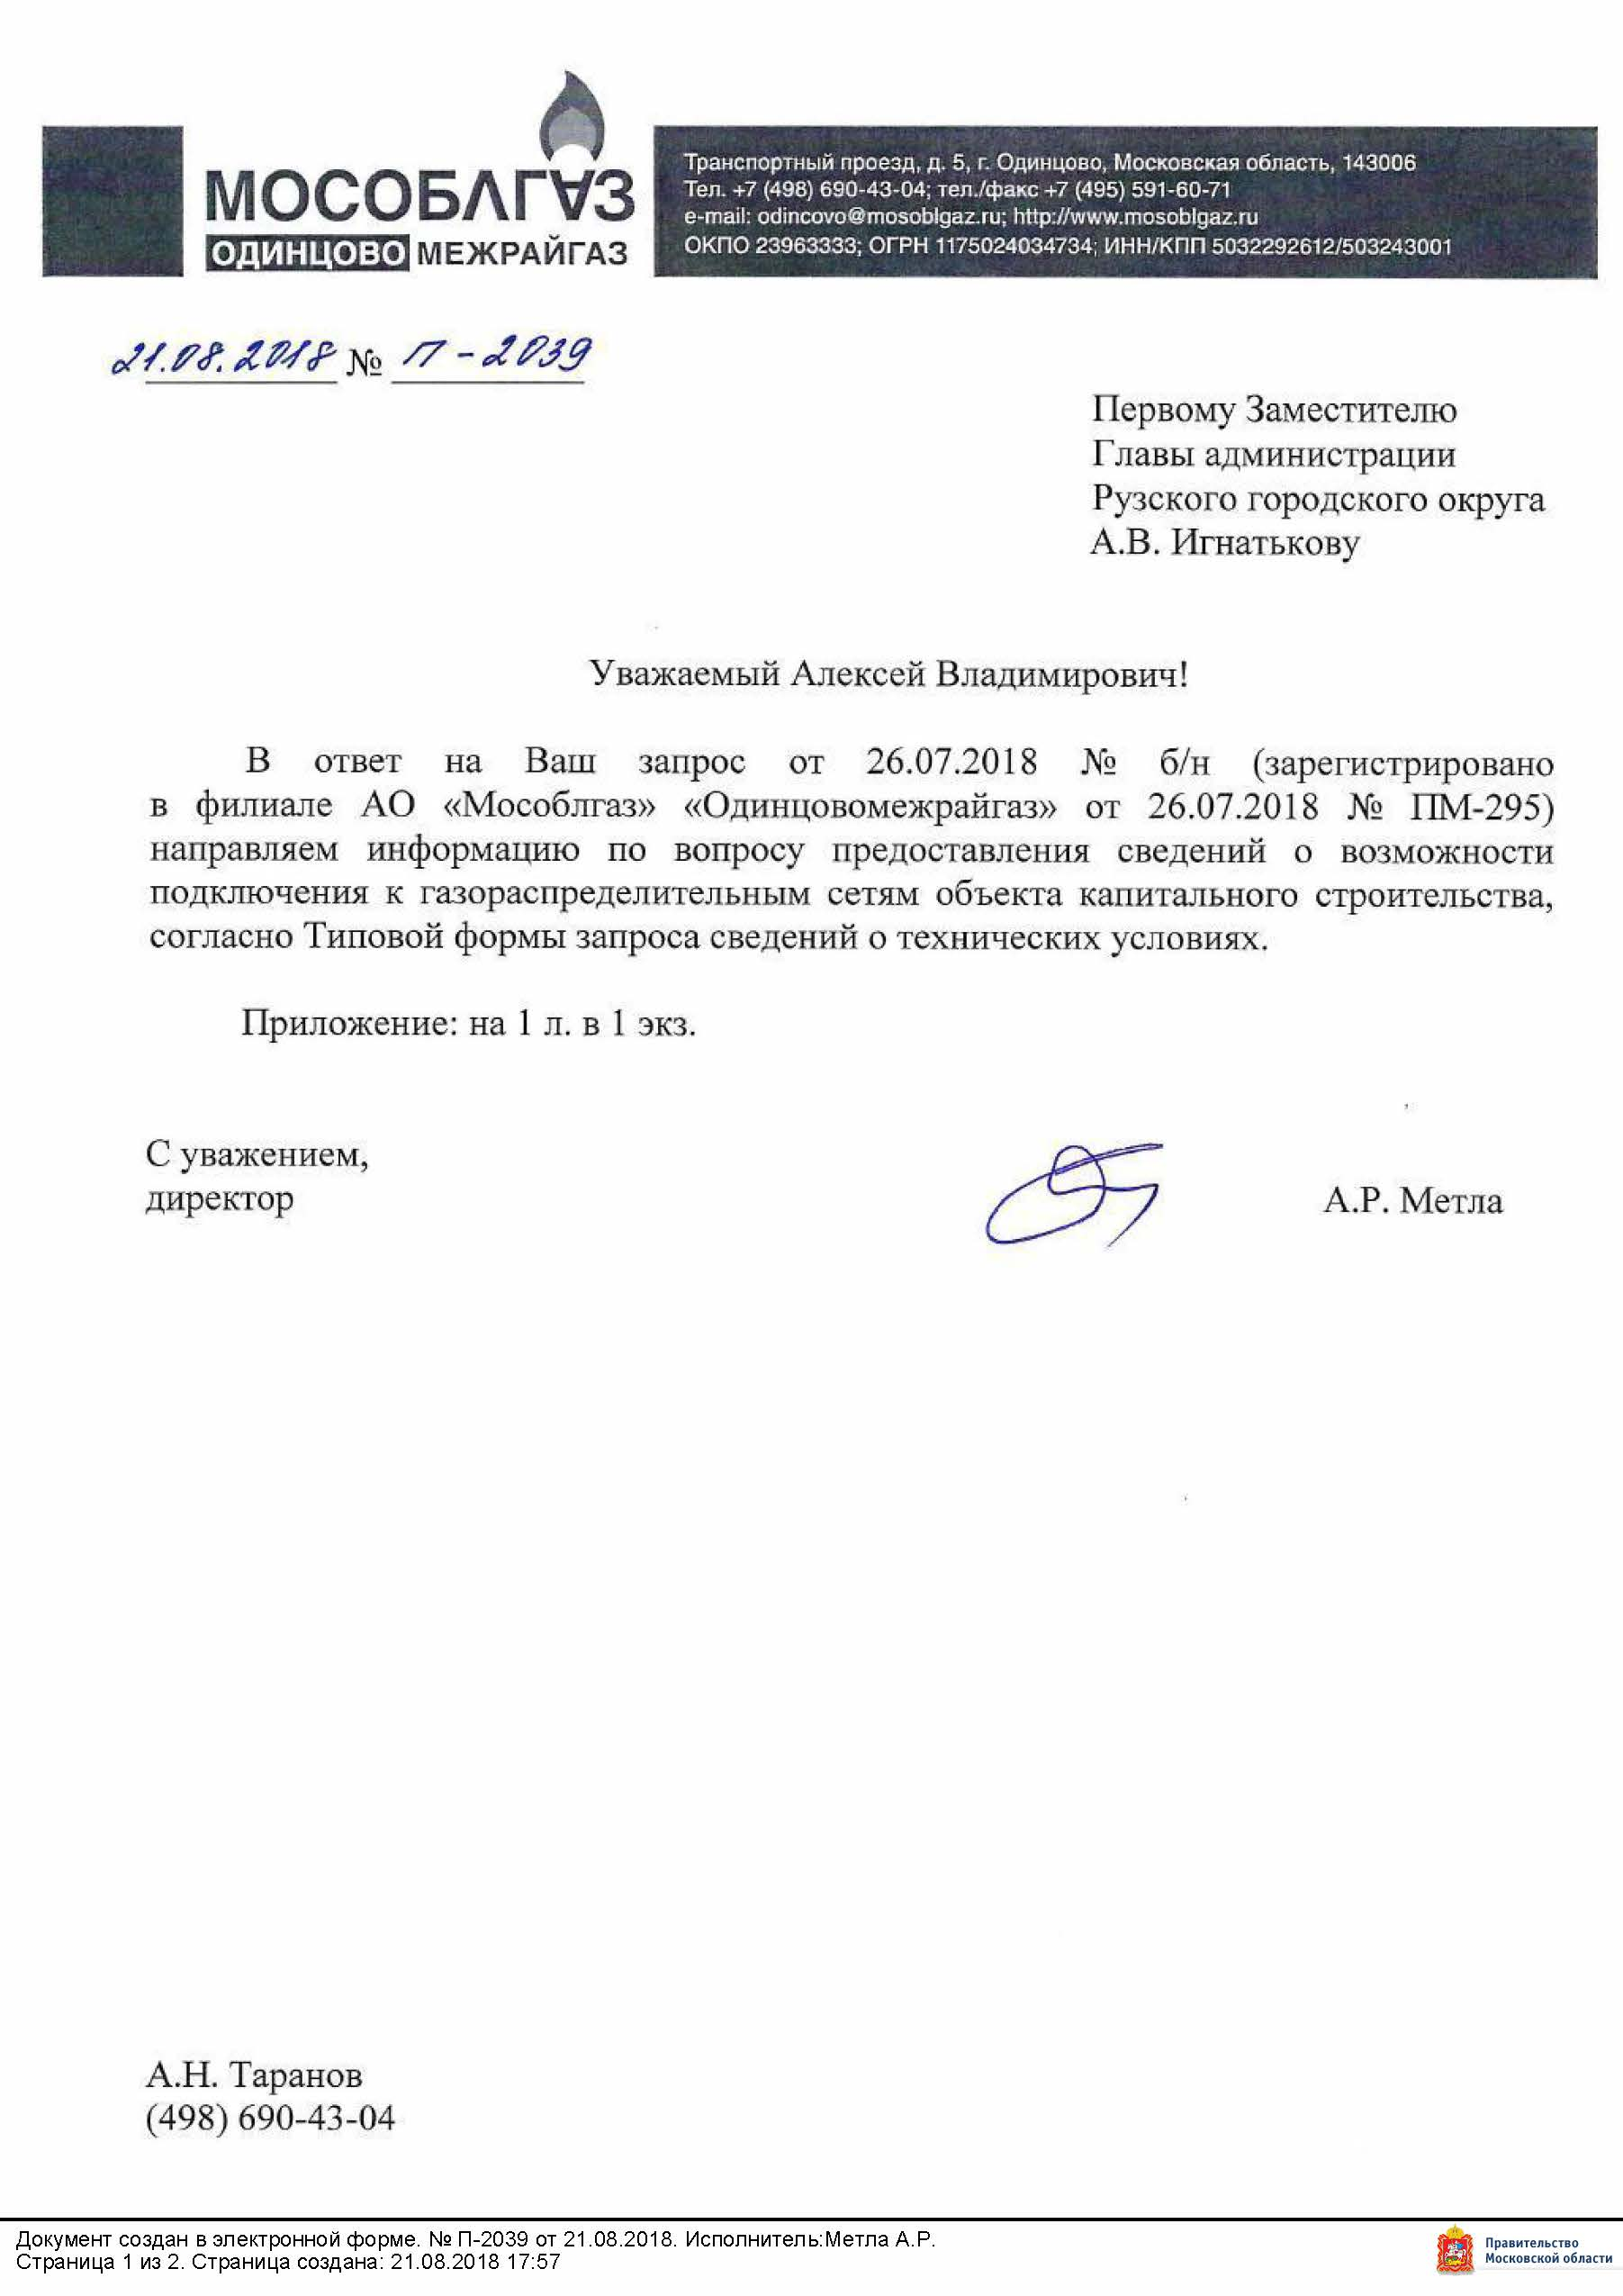 МОСОБЛГАЗ
ОДИНЦОВО МЕЖРАЙГАЗ
Транспортный проезд, д. 5, г. Одинцово, Московская область, 143006
Тел. +7 (498) 690-43-04; тел./факс +7 (495) 591-60-71
e-mail: odincovo@mosoblgaz.ru; http://www.mosoblgaz.ru
ОКПО 23963333; ОГРН 1175024034734; ИНН/КПП 5032292612/503243001
21.08.2018 № П-2039
Первому Заместителю
Главы администрации
Рузского городского округа
А.В. Игнатькову
Уважаемый Алексей Владимирович!
В ответ на Ваш запрос от 26.07.2018 № б/н (зарегистрировано
в филиале АО «Мособлгаз» «Одинцовомежрайгаз» от 26.07.2018 № ПМ-295)
направляем информацию по вопросу предоставления сведений о возможности
подключения к газораспределительным сетям объекта капитального строительства,
согласно Типовой формы запроса сведений о технических условиях.
Приложение: на 1 л. в 1 экз.
С уважением,
директор
А.Р. Метла
А.Н. Таранов
(498) 690-43-04
Документ создан в электронной форме. № П-2039 от 21.08.2018. Исполнитель:Метла А.Р.
Страница 1 из 2. Страница создана: 21.08.2018 17:57
Правительство
Московской области